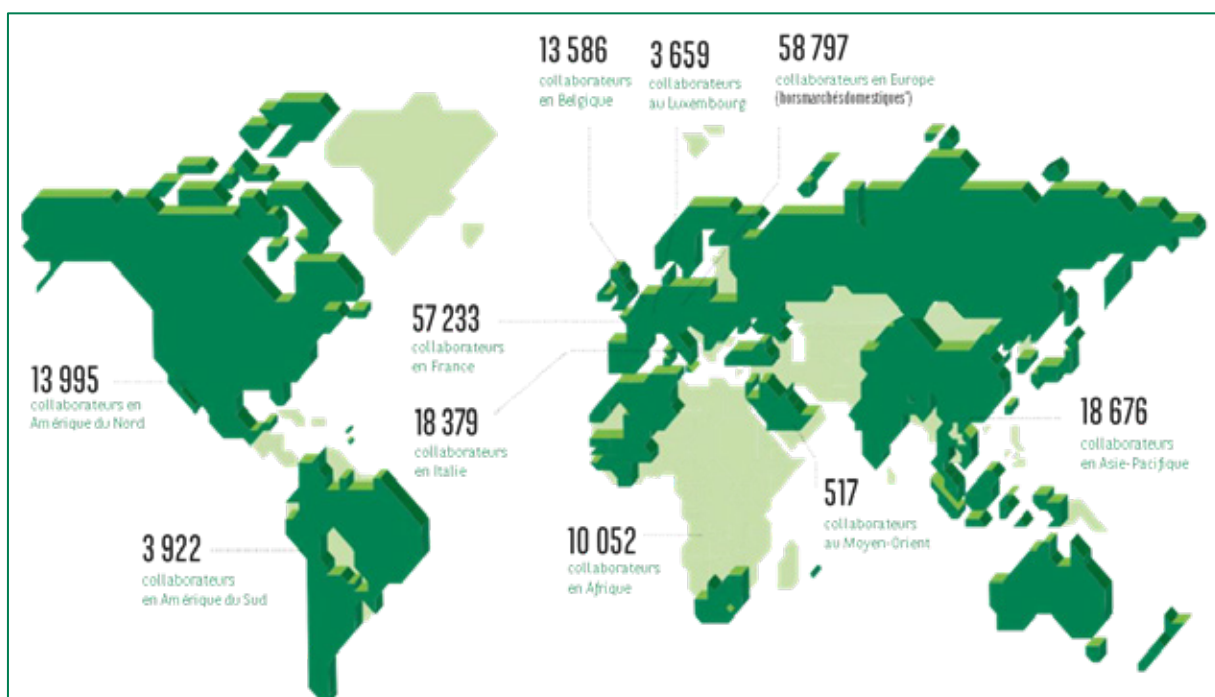 13 586
collaborateurs
en Belgique
3 659
collaborateurs
au Luxembourg
58 797
collaborateurs en Europe
(horsmarchésdomestiques*)
57 233
collaborateurs
en France
13 995
collaborateurs en
Amérique du Nord
18 379
collaborateurs
en Italie
18 676
collaborateurs
en Asie-Pacifique
517
collaborateurs
au Moyen-Orient
10 052
collaborateurs
en Afrique
3 922
collaborateurs
en Amérique du Sud